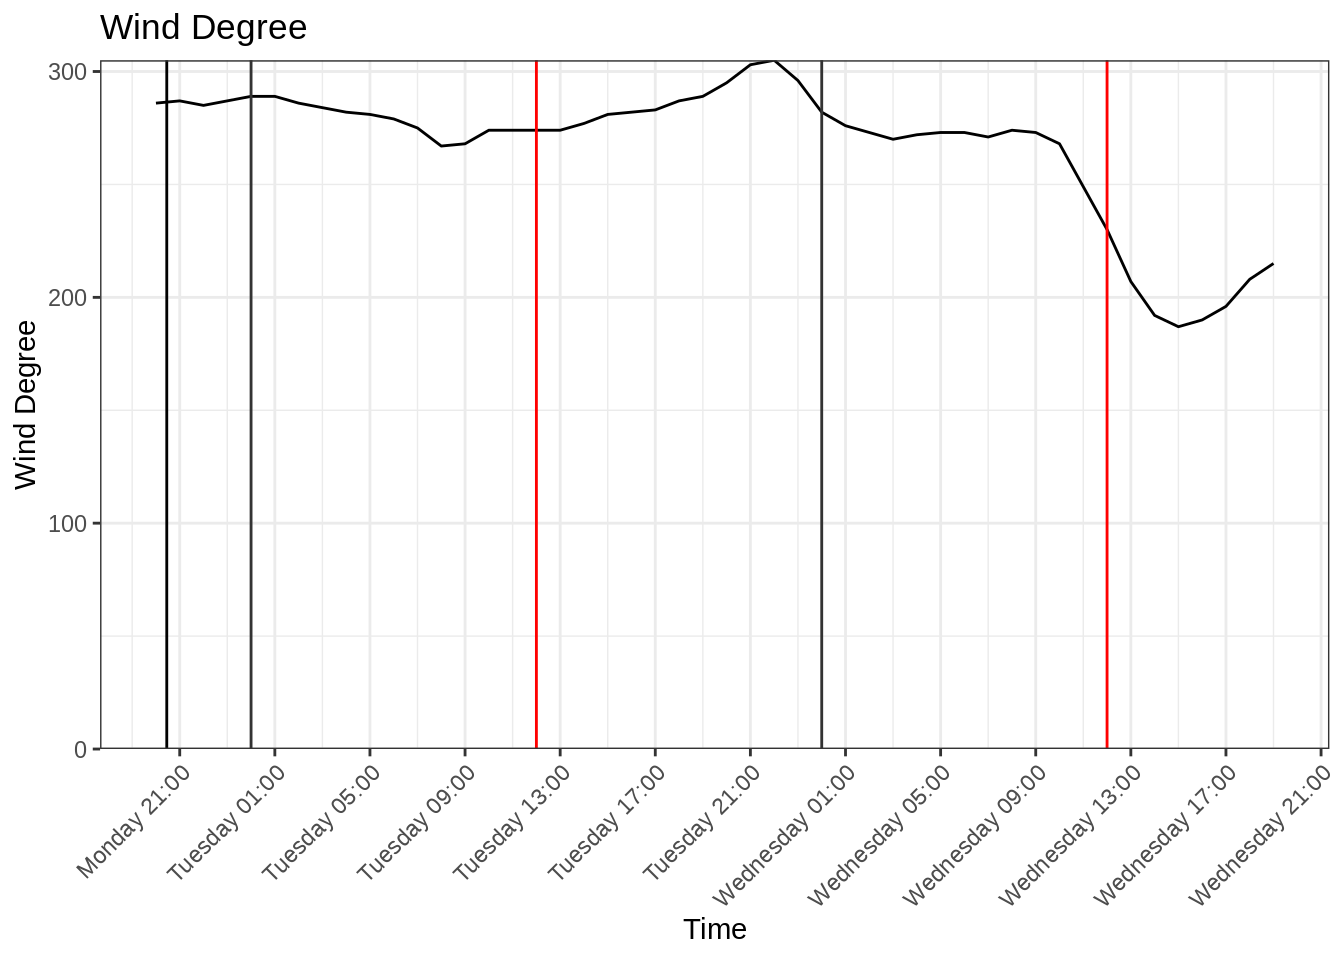 Wind Degree
Wind Degree
300
200
100
0
Monday 21:00
Tuesday 01:00
Tuesday 05:00
Tuesday 09:00
Tuesday 13:00
Tuesday 17:00
Tuesday 21:00
Wednesday 01:00
Wednesday 05:00
Wednesday 09:00
Wednesday 13:00
Wednesday 17:00
Wednesday 21:00
Time